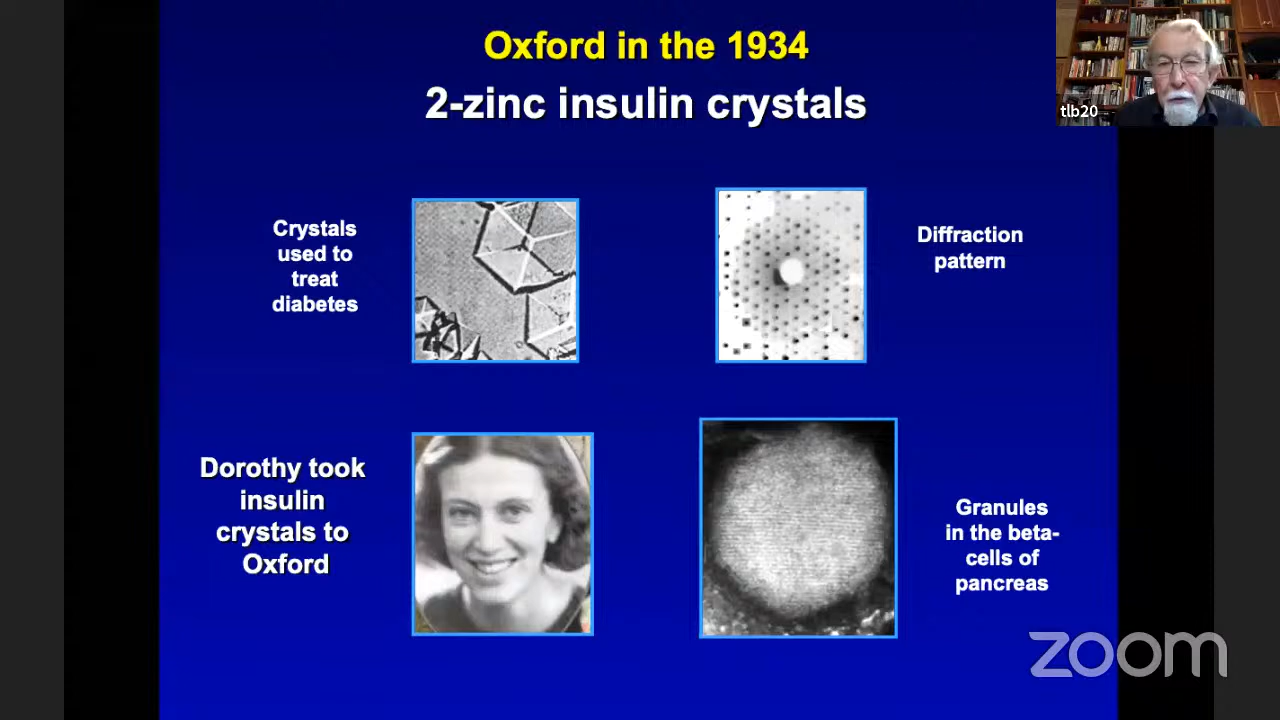 Oxford in the 1934
2-zinc insulin crystals
tlb20
Crystals
used to
treat
diabetes
Diffraction
pattern
Dorothy took
insulin
crystals to
Oxford
Granules
in the beta-
cells of
pancreas
zoom